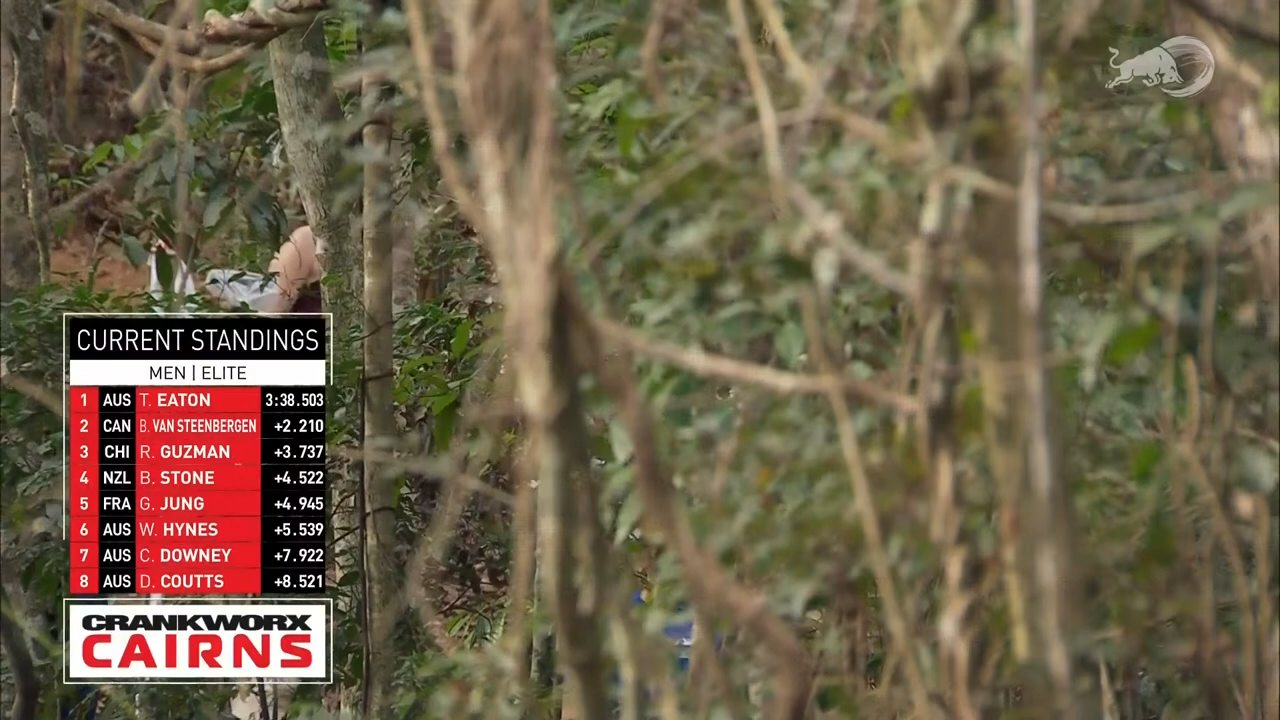 CURRENT STANDINGS
MEN | ELITE
1 AUS T. EATON 3:38.503
2 CAN B. VAN STEENBERGEN +2.210
3 CHI R. GUZMAN +3.737
4 NZL B. STONE +4.522
5 FRA G. JUNG +4.945
6 AUS W. HYNES +5.539
7 AUS C. DOWNEY +7.922
8 AUS D. COUTTS +8.521
CRANKWORX
CAIRNS